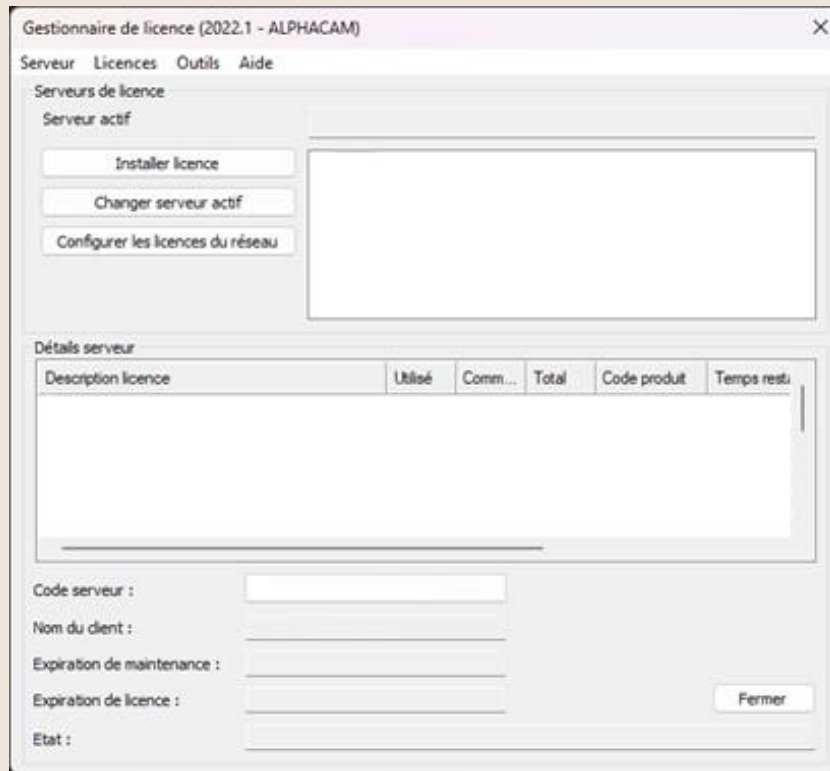 Gestionnaire de licence (2022.1 - ALPHACAM)
Serveur Licences Outils Aide
Serveurs de licence
Serveur actif
Installer licence
Changer serveur actif
Configurer les licences du réseau
Détails serveur
Description licence Utilisé Comm... Total Code produit Temps resta
Code serveur :
Nom du client :
Expiration de maintenance :
Expiration de licence :
Fermer
Etat :